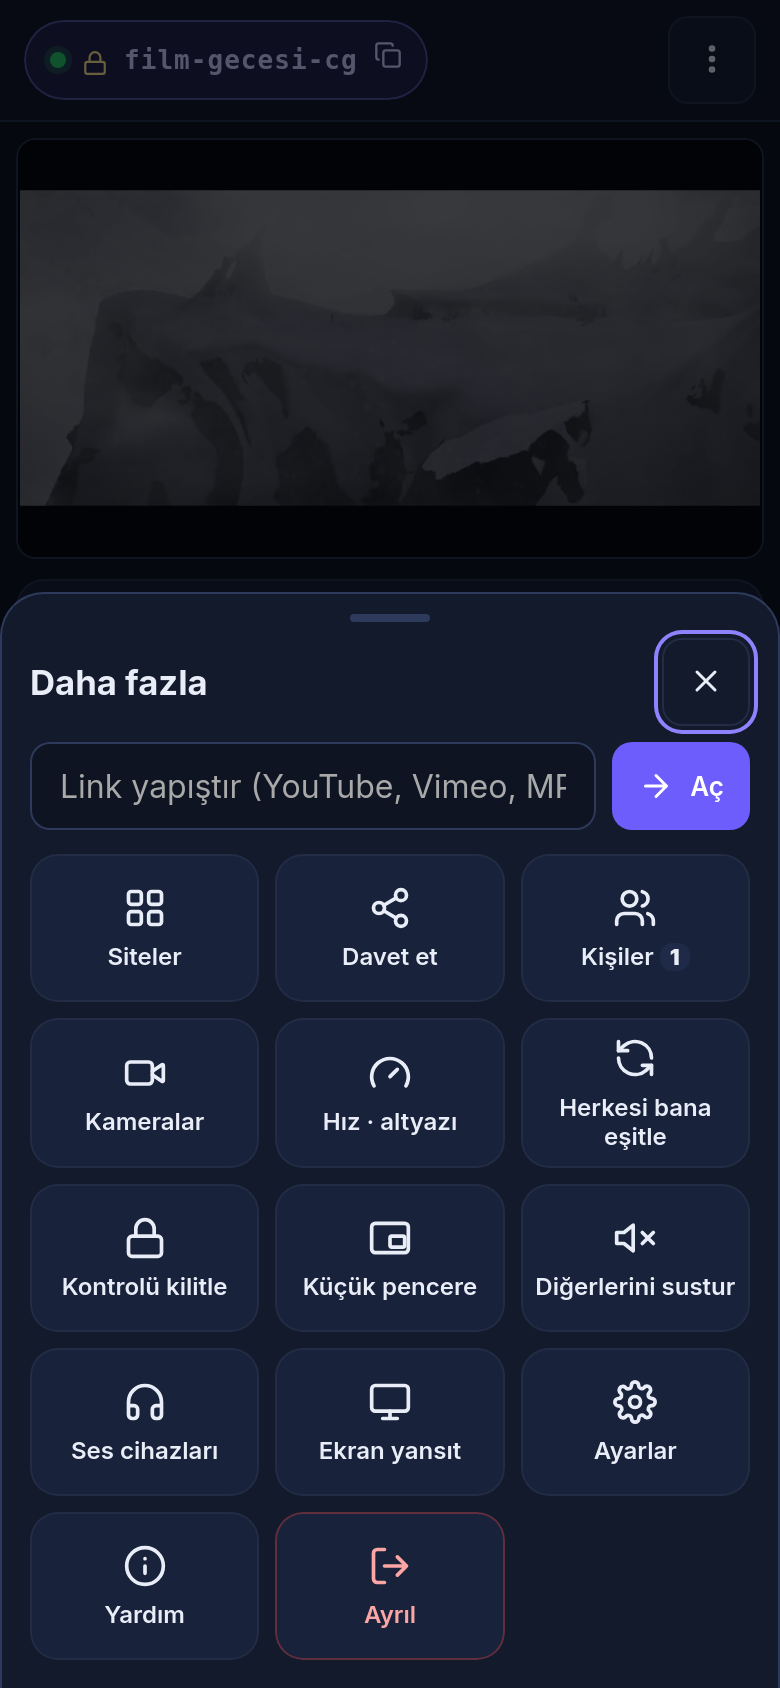 film-gecesi-cg
Daha fazla
Link yapıştır (YouTube, Vimeo, MP
Aç
Siteler
Davet et
Kişiler 1
Kameralar
Hız · altyazı
Herkesi bana
eşitle
Kontrolü kilitle
Küçük pencere
Diğerlerini sustur
Ses cihazları
Ekran yansıt
Ayarlar
Yardım
Ayrıl